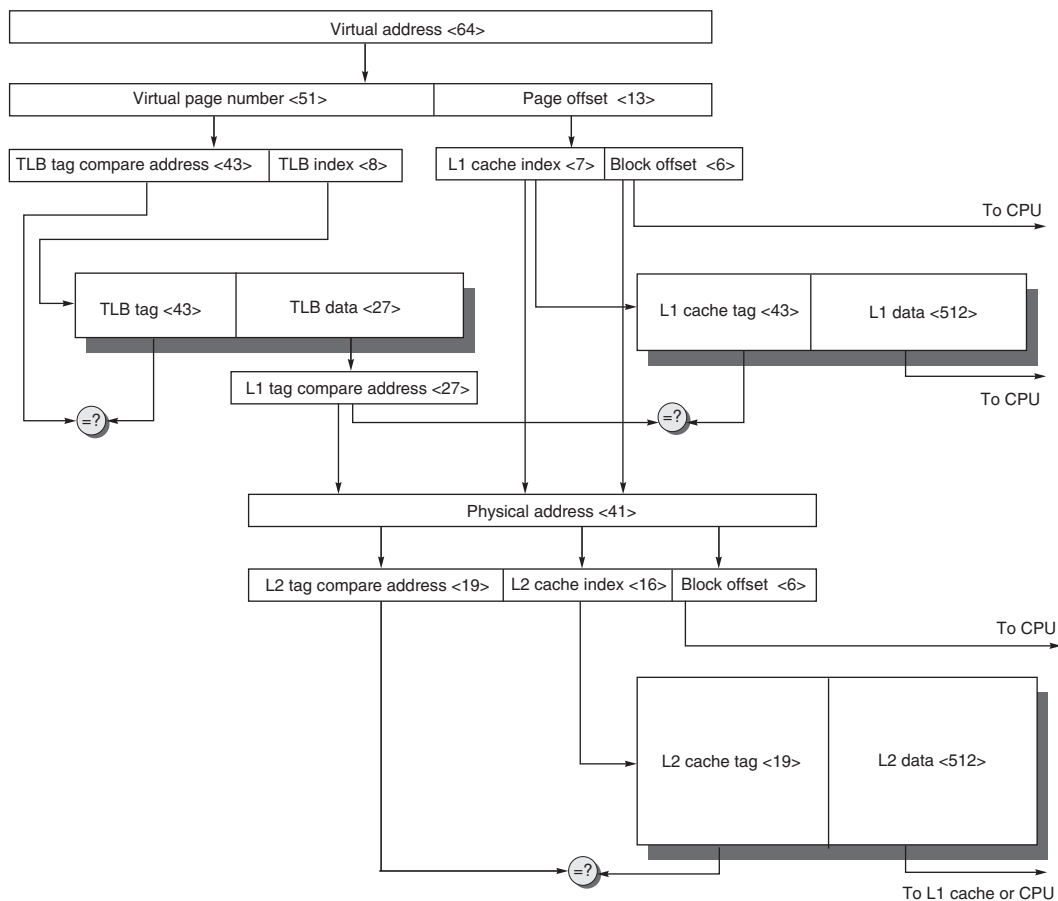 Virtual address <64>
Virtual page number <51>
Page offset <13>
TLB tag compare address <43>
TLB index <8>
L1 cache index <7>
Block offset <6>
To CPU
TLB tag <43>
TLB data <27>
L1 cache tag <43>
L1 data <512>
L1 tag compare address <27>
To CPU
=?
=?
Physical address <41>
L2 tag compare address <19>
L2 cache index <16>
Block offset <6>
To CPU
L2 cache tag <19>
L2 data <512>
=?
To L1 cache or CPU